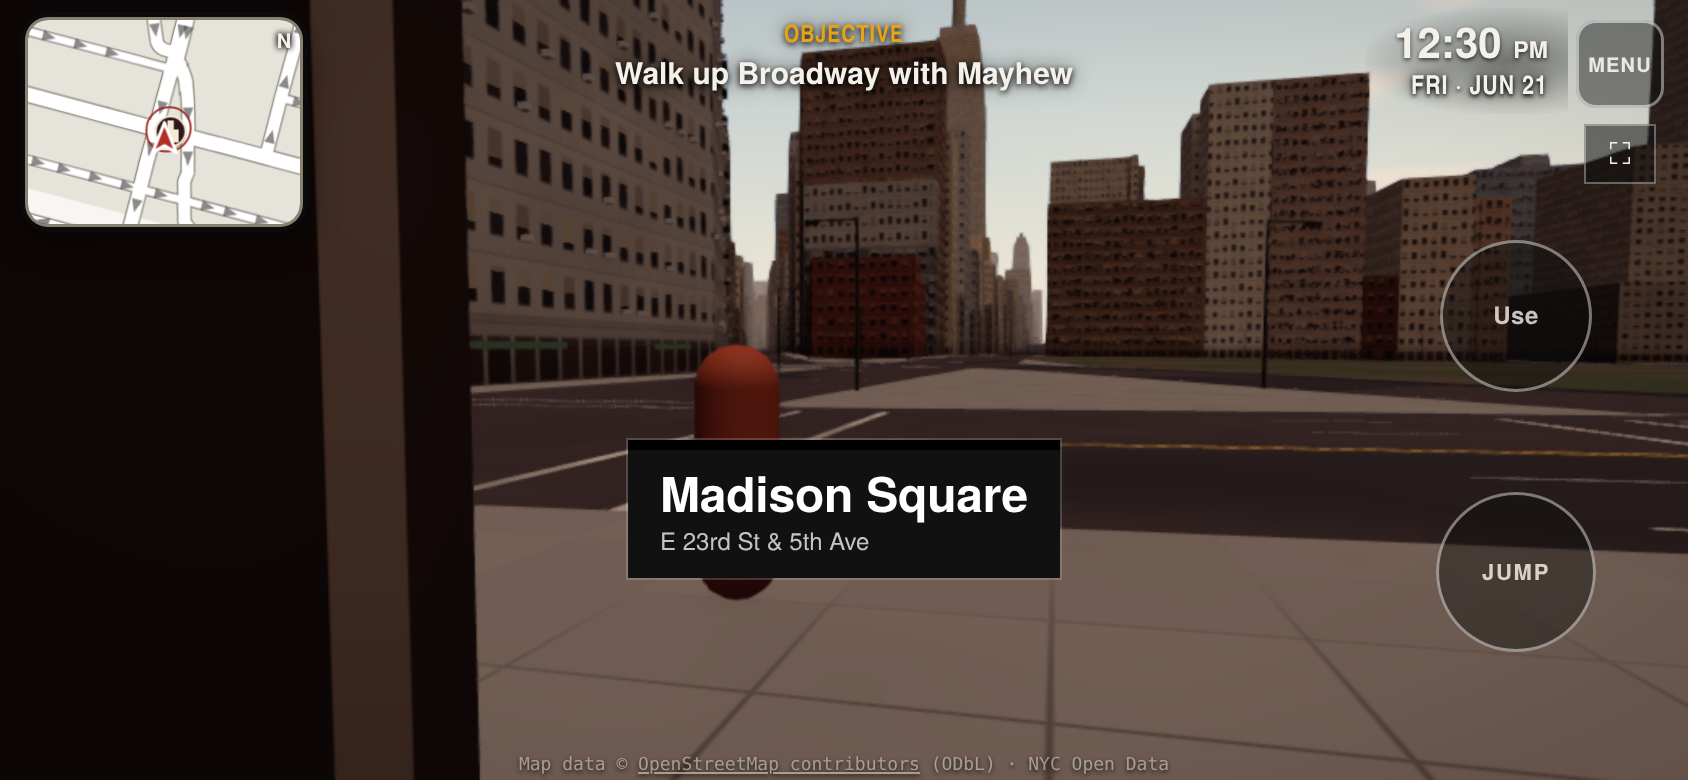 N
OBJECTIVE
Walk up Broadway with Mayhew
12:30 PM
FRI · JUN 21
MENU
Use
Madison Square
E 23rd St & 5th Ave
JUMP
Map data © OpenStreetMap contributors (ODbL) · NYC Open Data